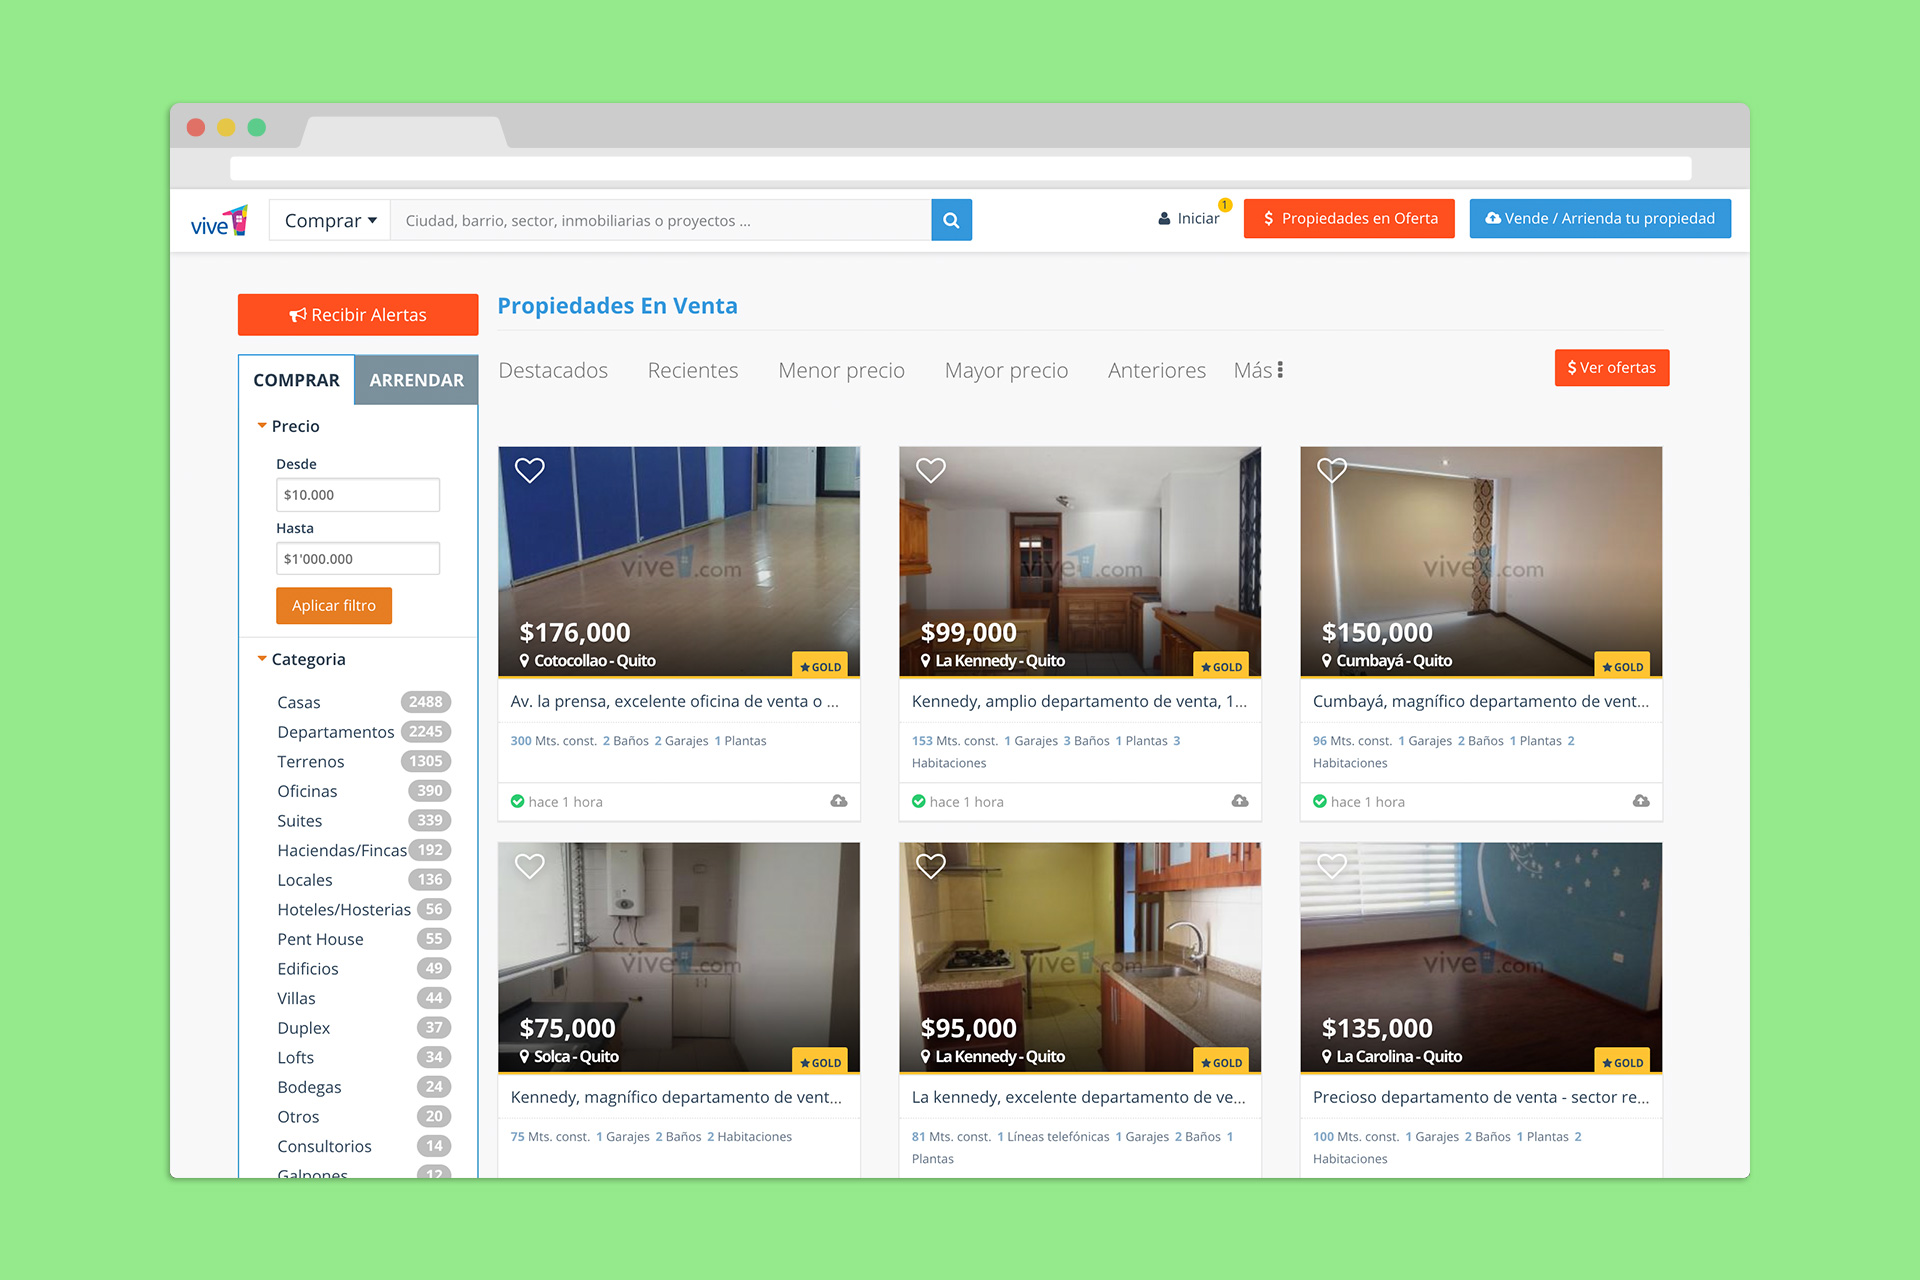 vive1
Comprar
Ciudad, barrio, sector, inmobiliarias o proyectos ...
Iniciar
1
$ Propiedades en Oferta
Vende / Arrienda tu propiedad
Recibir Alertas
COMPRAR
ARRENDAR
Precio
Desde
$10.000
Hasta
$1'000.000
Aplicar filtro
Categoria
Casas 2488
Departamentos 2245
Terrenos 1305
Oficinas 390
Suites 339
Haciendas/Fincas 192
Locales 136
Hoteles/Hosterias 56
Pent House 55
Edificios 49
Villas 44
Duplex 37
Lofts 34
Bodegas 24
Otros 20
Consultorios 14
Galpones 12
Propiedades En Venta
Destacados Recientes Menor precio Mayor precio Anteriores Más
$ Ver ofertas
vive1.com
$176,000
Cotocollao - Quito
GOLD
Av. la prensa, excelente oficina de venta o ...
300 Mts. const. 2 Baños 2 Garajes 1 Plantas
hace 1 hora
vive1.com
$99,000
La Kennedy - Quito
GOLD
Kennedy, amplio departamento de venta, 1...
153 Mts. const. 1 Garajes 3 Baños 1 Plantas 3
Habitaciones
hace 1 hora
vive1.com
$150,000
Cumbayá - Quito
GOLD
Cumbayá, magnífico departamento de vent...
96 Mts. const. 1 Garajes 2 Baños 1 Plantas 2
Habitaciones
hace 1 hora
vive1.com
$75,000
Solca - Quito
GOLD
Kennedy, magnífico departamento de vent...
75 Mts. const. 1 Garajes 2 Baños 2 Habitaciones
vive1.com
$95,000
La Kennedy - Quito
GOLD
La kennedy, excelente departamento de ve...
81 Mts. const. 1 Líneas telefónicas 1 Garajes 2 Baños 1
Plantas
vive1.com
$135,000
La Carolina - Quito
GOLD
Precioso departamento de venta - sector re...
100 Mts. const. 1 Garajes 2 Baños 1 Plantas 2
Habitaciones